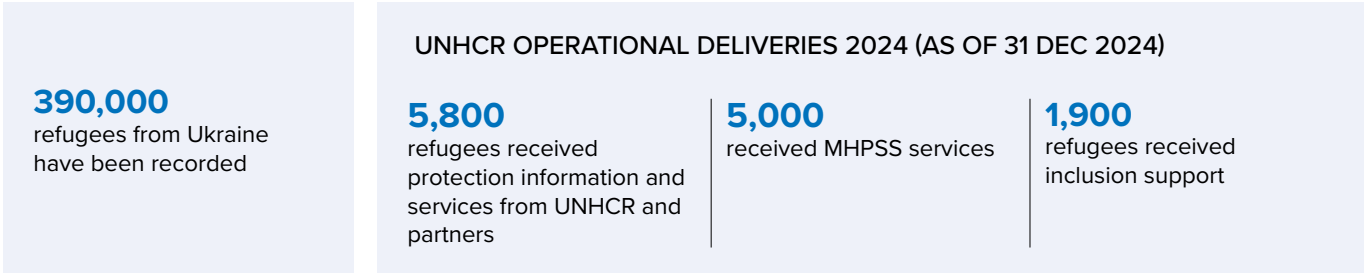 390,000
refugees from Ukraine
have been recorded
UNHCR OPERATIONAL DELIVERIES 2024 (AS OF 31 DEC 2024)
5,800
refugees received
protection information and
services from UNHCR and
partners
5,000
received MHPSS services
1,900
refugees received
inclusion support